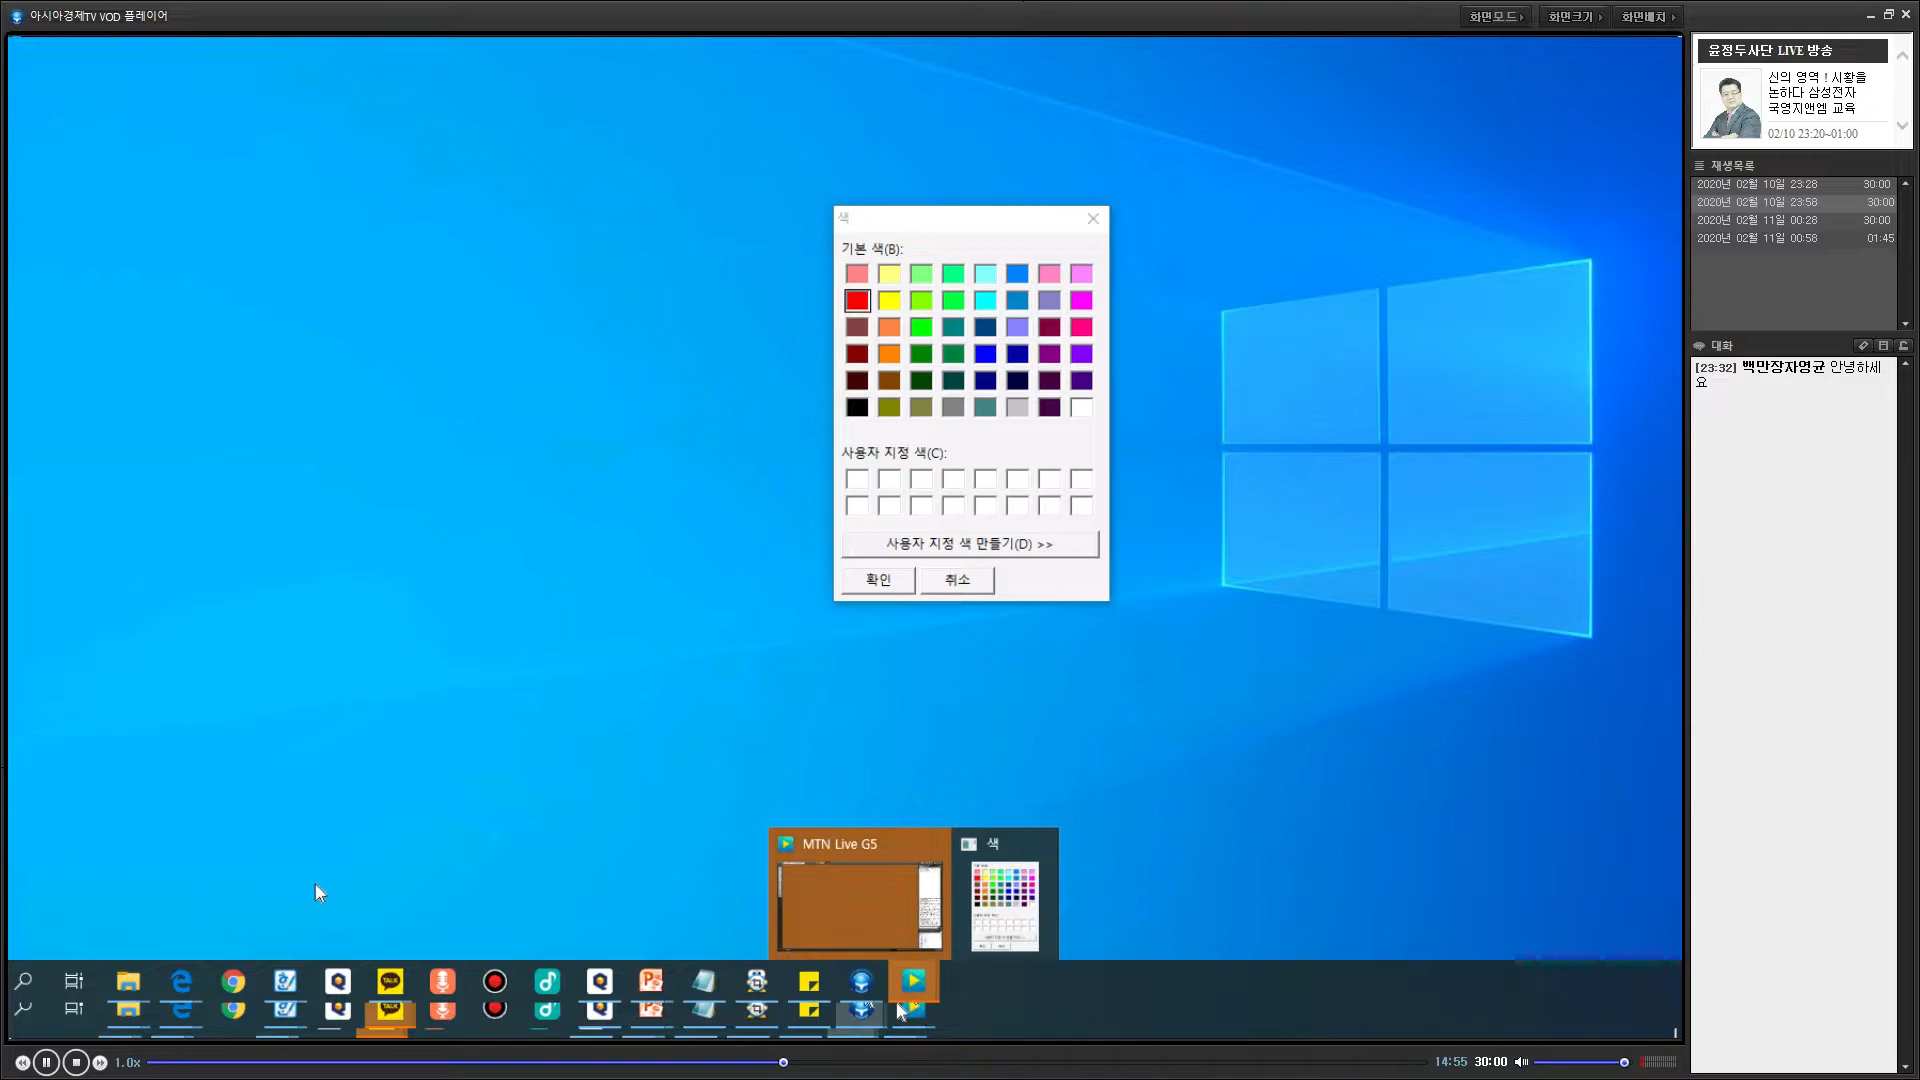 아시아경제TV VOD 플레이어
화면모드
화면크기
화면배치
윤정두사단 LIVE 방송
신의 영역 ! 시황을
논하다 삼성전자
국영지앤엠 교육
02/10 23:20~01:00
재생목록
2020년 02월 10일 23:28 30:00
2020년 02월 10일 23:58 30:00
2020년 02월 11일 00:28 30:00
2020년 02월 11일 00:58 01:45
대화
[23:32] 백만장자영균 안녕하세
요
색
기본 색(B):
사용자 지정 색(C):
사용자 지정 색 만들기(D) >>
확인
취소
MTN Live G5
색
TALK
1.0x
14:55 30:00